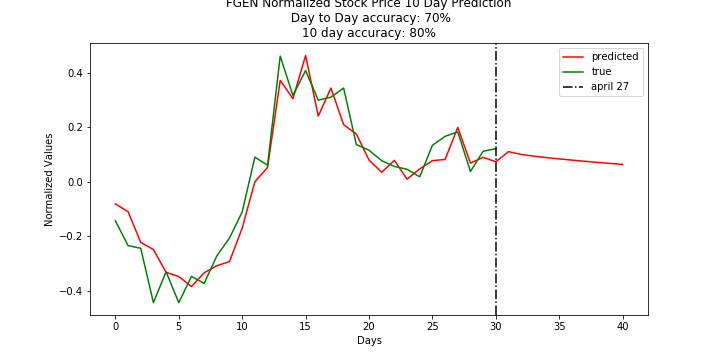 FGEN Normalized Stock Price 10 Day Prediction
Day to Day accuracy: 70%
10 day accuracy: 80%
predicted
true
april 27
0.4
0.2
0.0
−0.2
−0.4
Normalized Values
0
5
10
15
20
25
30
35
40
Days